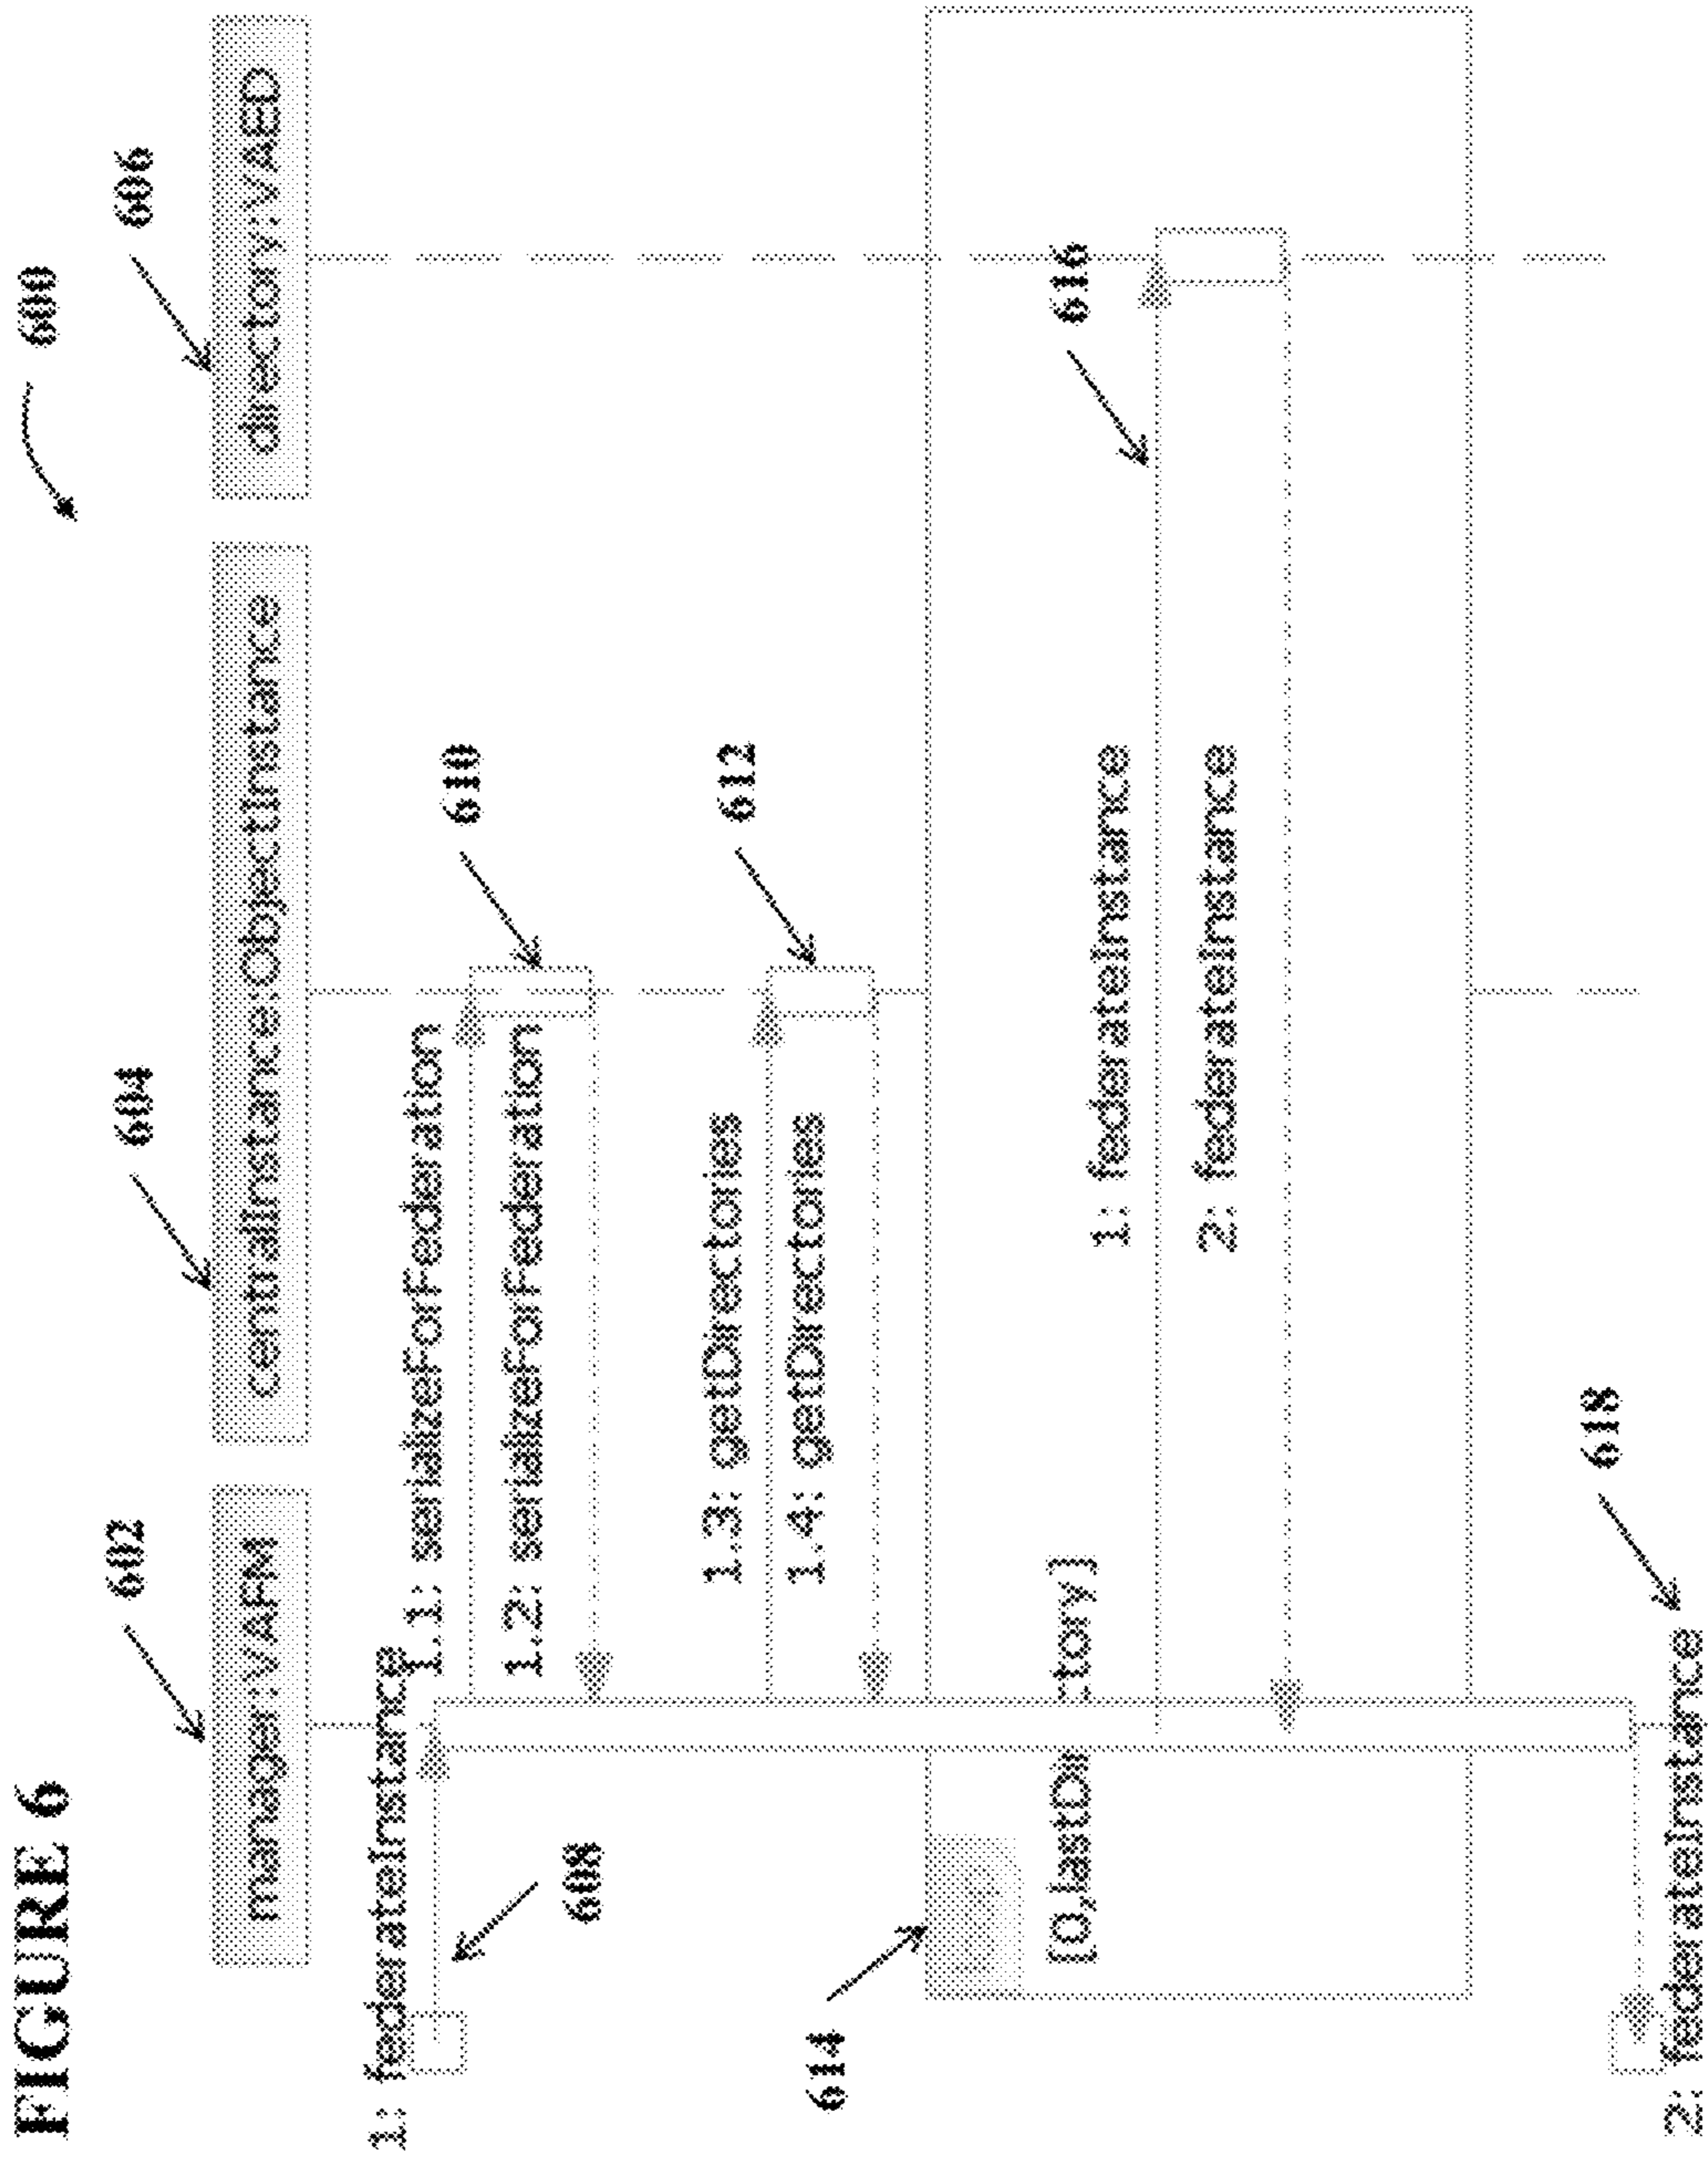 FIGURE 6
600
602
604
606
manager:VAFM
centralInstance:ObjectInstance
directory:VAED
1: federateInstance
608
1.1: serializeForFederation
1.2: serializeForFederation
610
1.3: getDirectories
1.4: getDirectories
612
614
[0,lastDirectory]
616
1: federateInstance
2: federateInstance
618
2: federateInstance